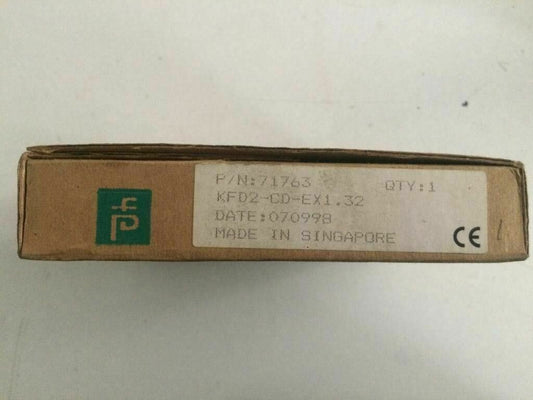 P/N:71763 QTY:1
KFD2-CD-EX1.32
DATE:070998
MADE IN SINGAPORE CE